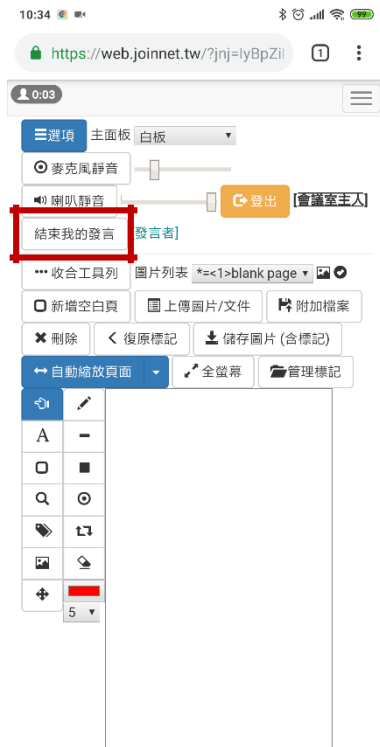 10:34 99
https://web.joinnet.tw/?jnj=IyBpZil 1
0:03
選項 主面板 白板
麥克風靜音
喇叭靜音 登出 [會議室主人]
結束我的發言 發言者]
收合工具列 圖片列表 *=<1>blank page
新增空白頁 上傳圖片/文件 附加檔案
刪除 復原標記 儲存圖片 (含標記)
自動縮放頁面 全螢幕 管理標記
A
5